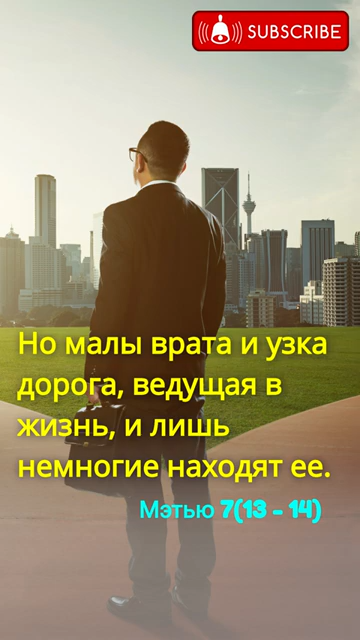 SUBSCRIBE
Но малы врата и узка
дорога, ведущая в
жизнь, и лишь
немногие находят ее.
Мэтью 7(13 - 14)